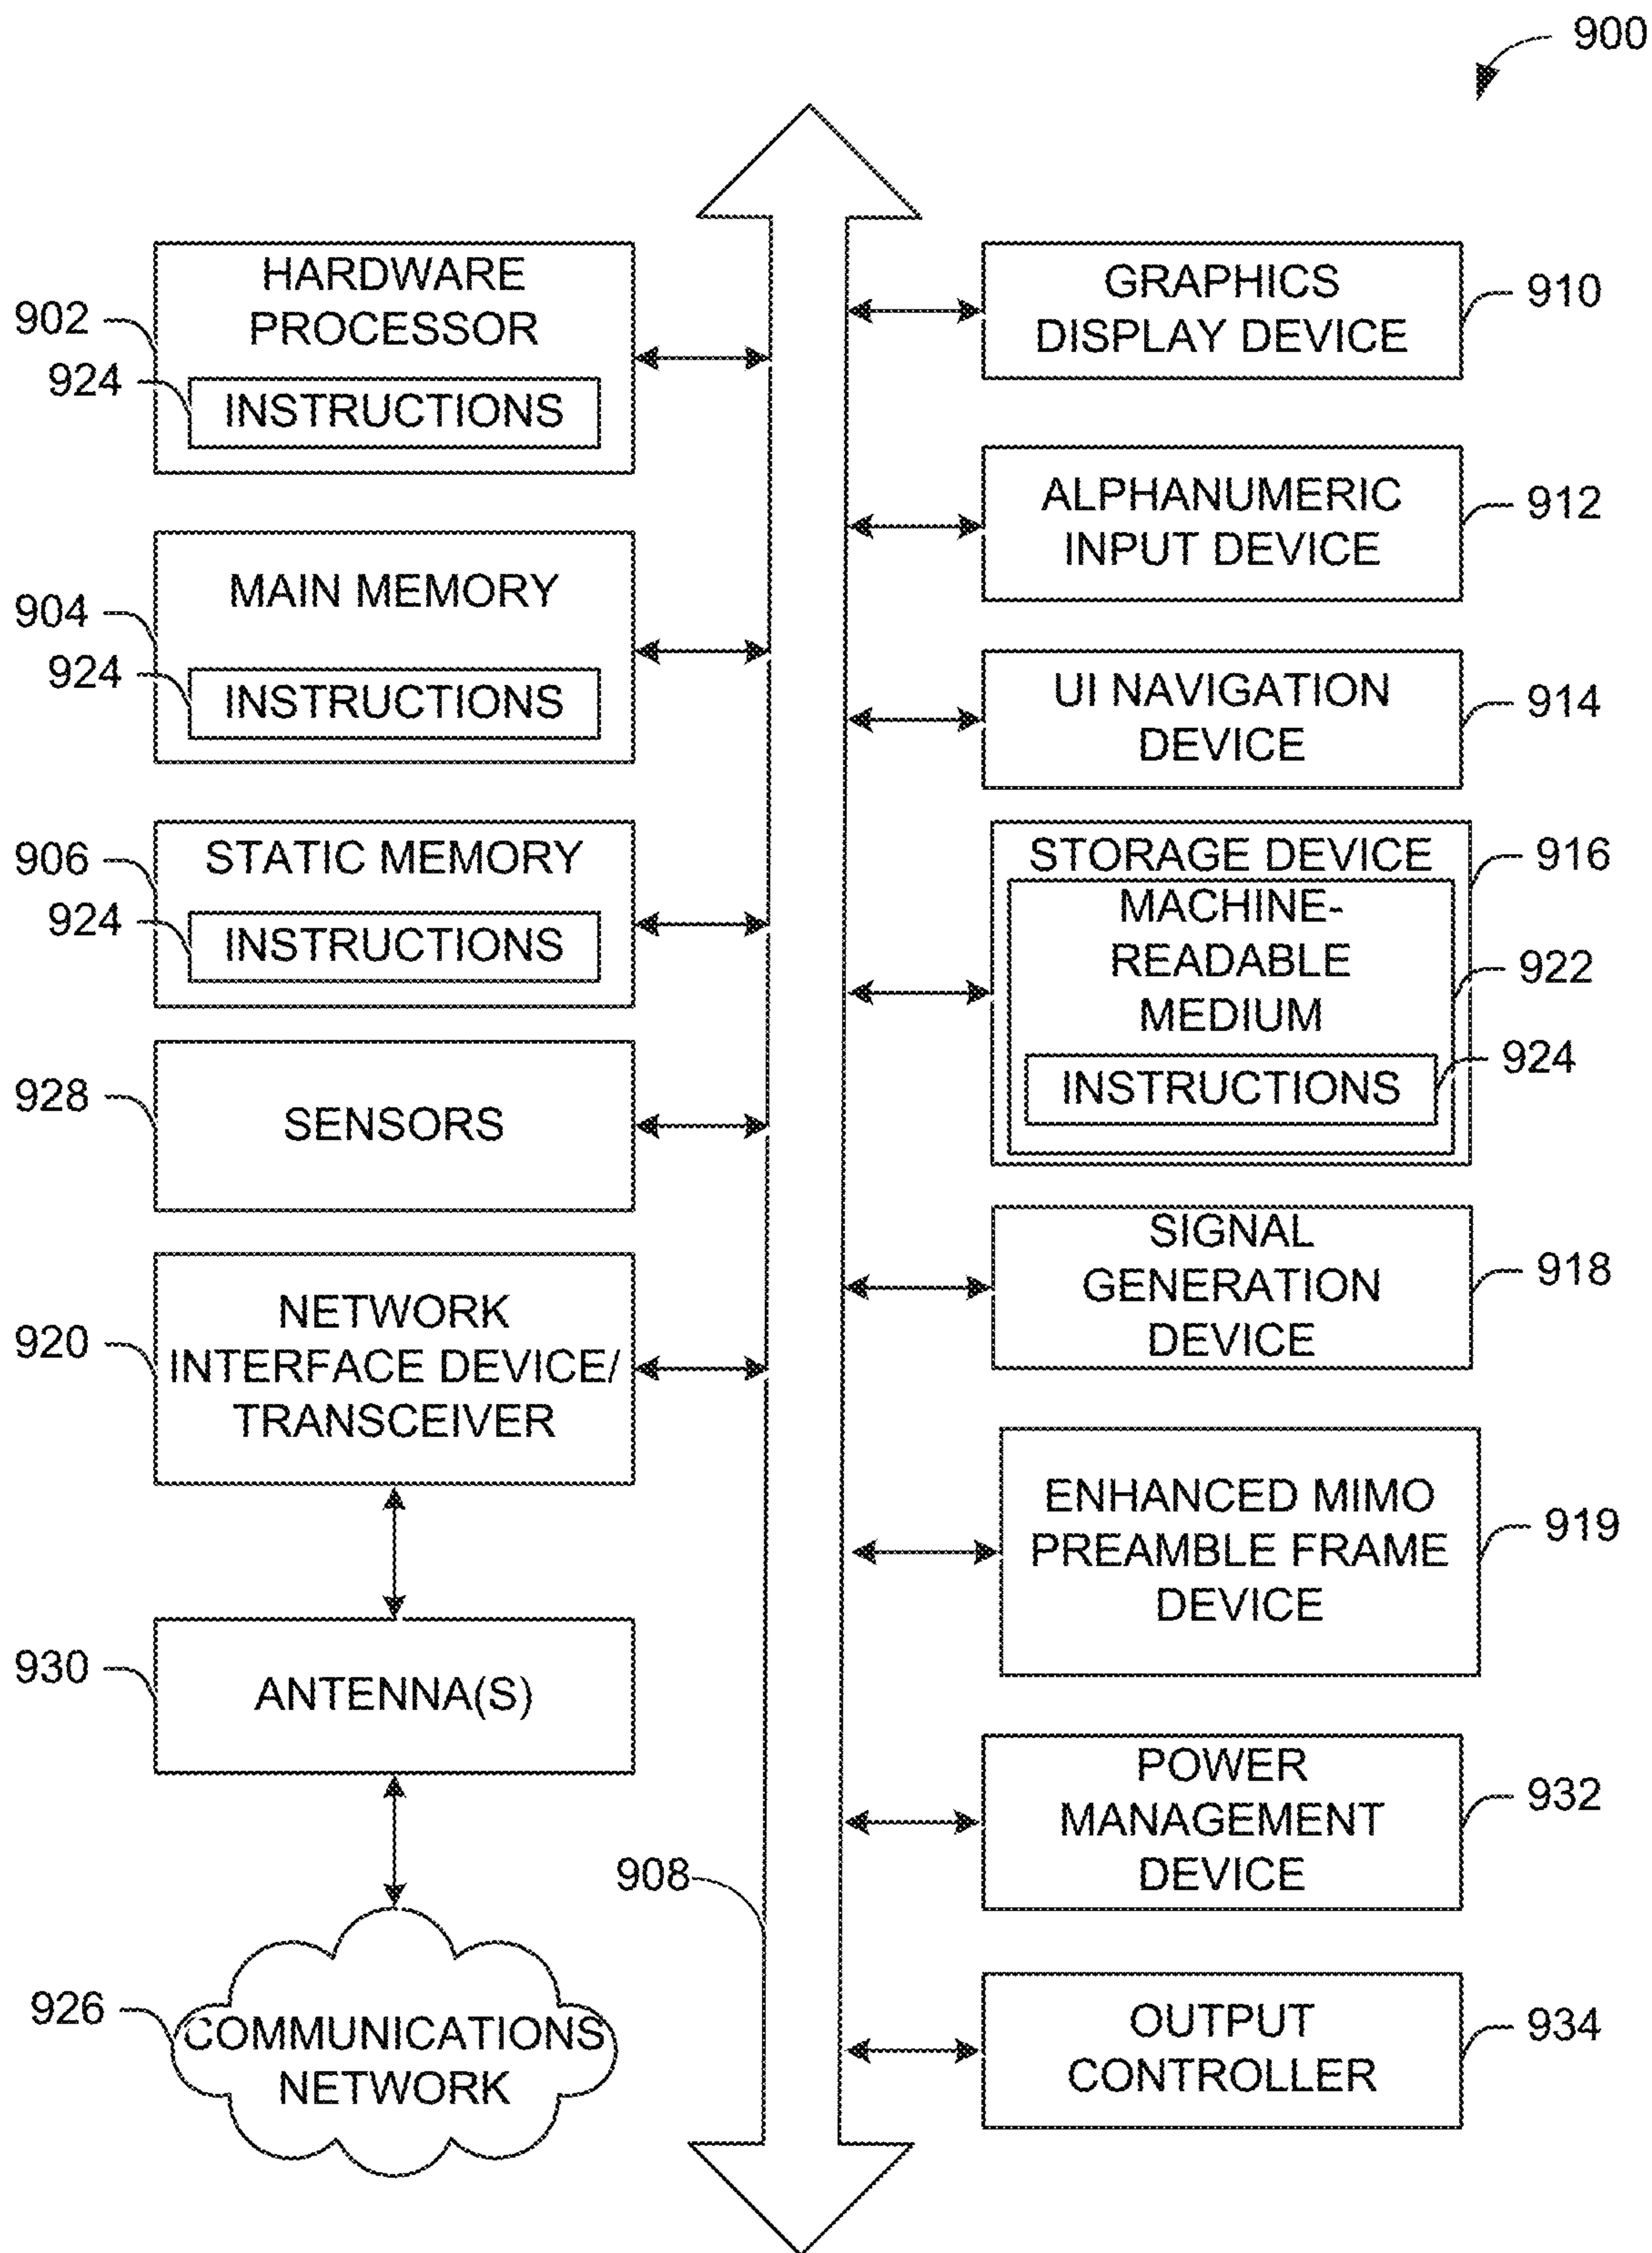 900
HARDWARE
PROCESSOR
902
924
INSTRUCTIONS
MAIN MEMORY
904
924
INSTRUCTIONS
STATIC MEMORY
906
924
INSTRUCTIONS
928
SENSORS
NETWORK
INTERFACE DEVICE/
TRANSCEIVER
920
930
ANTENNA(S)
908
926
COMMUNICATIONS
NETWORK
GRAPHICS
DISPLAY DEVICE
910
ALPHANUMERIC
INPUT DEVICE
912
UI NAVIGATION
DEVICE
914
STORAGE DEVICE
916
MACHINE-
READABLE
MEDIUM
922
924
INSTRUCTIONS
SIGNAL
GENERATION
DEVICE
918
ENHANCED MIMO
PREAMBLE FRAME
DEVICE
919
POWER
MANAGEMENT
DEVICE
932
OUTPUT
CONTROLLER
934